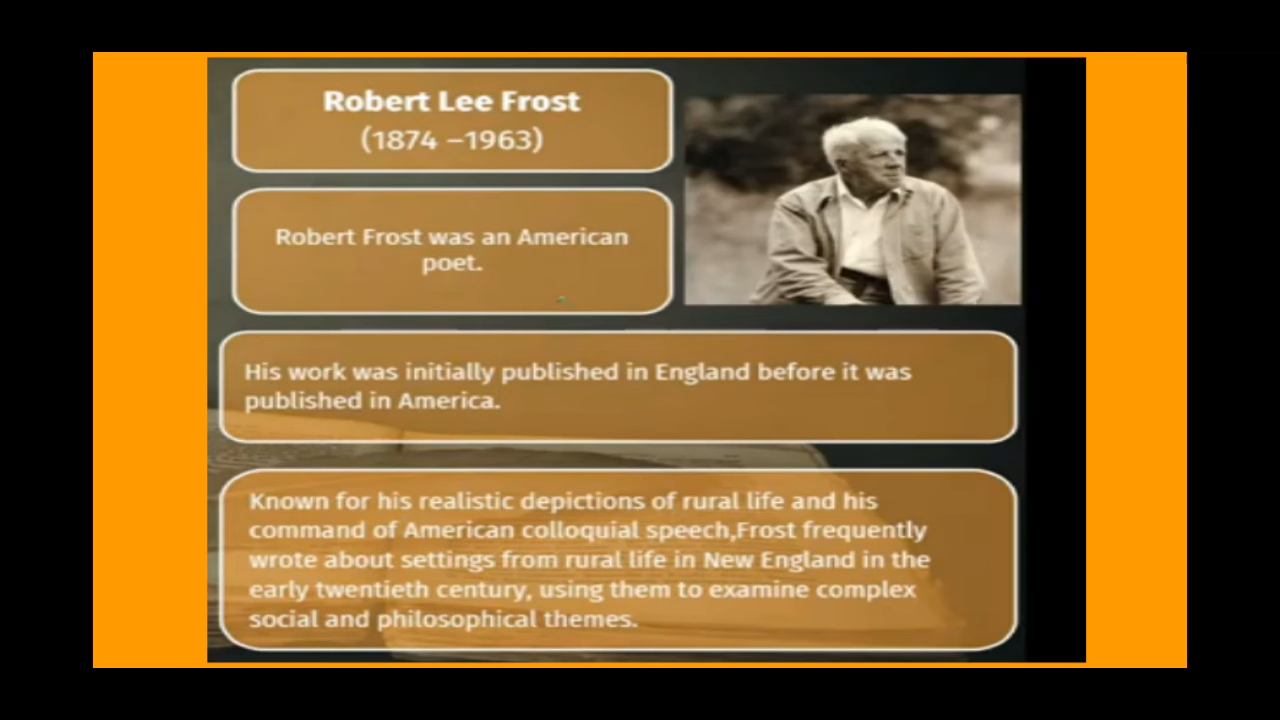 Robert Lee Frost
(1874 –1963)
Robert Frost was an American
poet.
His work was initially published in England before it was
published in America.
Known for his realistic depictions of rural life and his
command of American colloquial speech,Frost frequently
wrote about settings from rural life in New England in the
early twentieth century, using them to examine complex
social and philosophical themes.